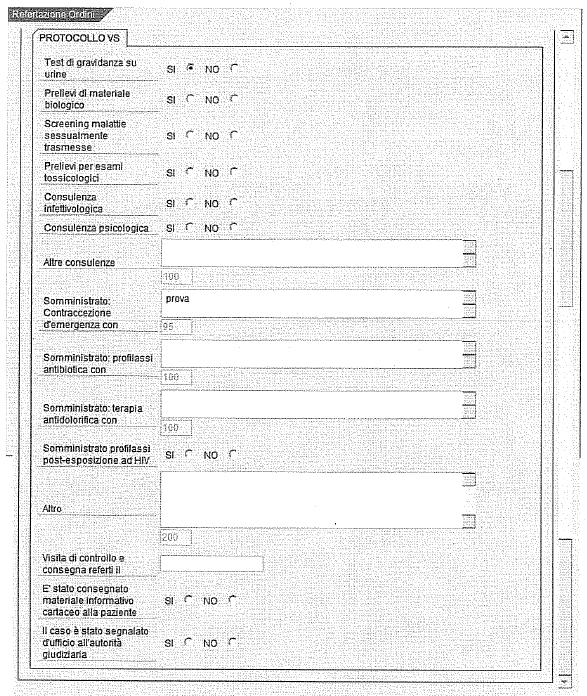 Refertazione Ordini
PROTOCOLLO VS
Test di gravidanza su
urine
SI NO
Prelievi di materiale
biologico
SI NO
Screening malattie
sessualmente
trasmesse
SI NO
Prelievi per esami
tossicologici
SI NO
Consulenza
infettivologica
SI NO
Consulenza psicologica SI NO
Altre consulenze
100
Somministrato:
Contraccezione
d'emergenza con
prova
95
Somministrato: profilassi
antibiotica con
100
Somministrato: terapia
antidolorifica con
100
Somministrato profilassi
post-esposizione ad HIV
SI NO
Altro
200
Visita di controllo e
consegna referti il
E' stato consegnato
materiale informativo
cartaceo alla paziente
SI NO
Il caso è stato segnalato
d'ufficio all'autorità
giudiziaria
SI NO